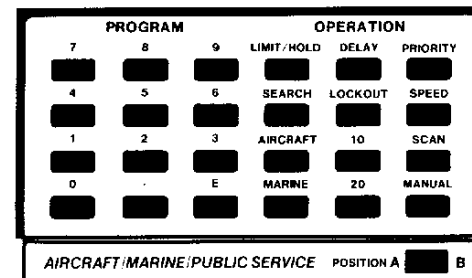 PROGRAM OPERATION
7 8 9 LIMIT/HOLD DELAY PRIORITY
4 5 6 SEARCH LOCKOUT SPEED
1 2 3 AIRCRAFT 10 SCAN
0 . E MARINE 20 MANUAL
AIRCRAFT/MARINE/PUBLIC SERVICE POSITION A B